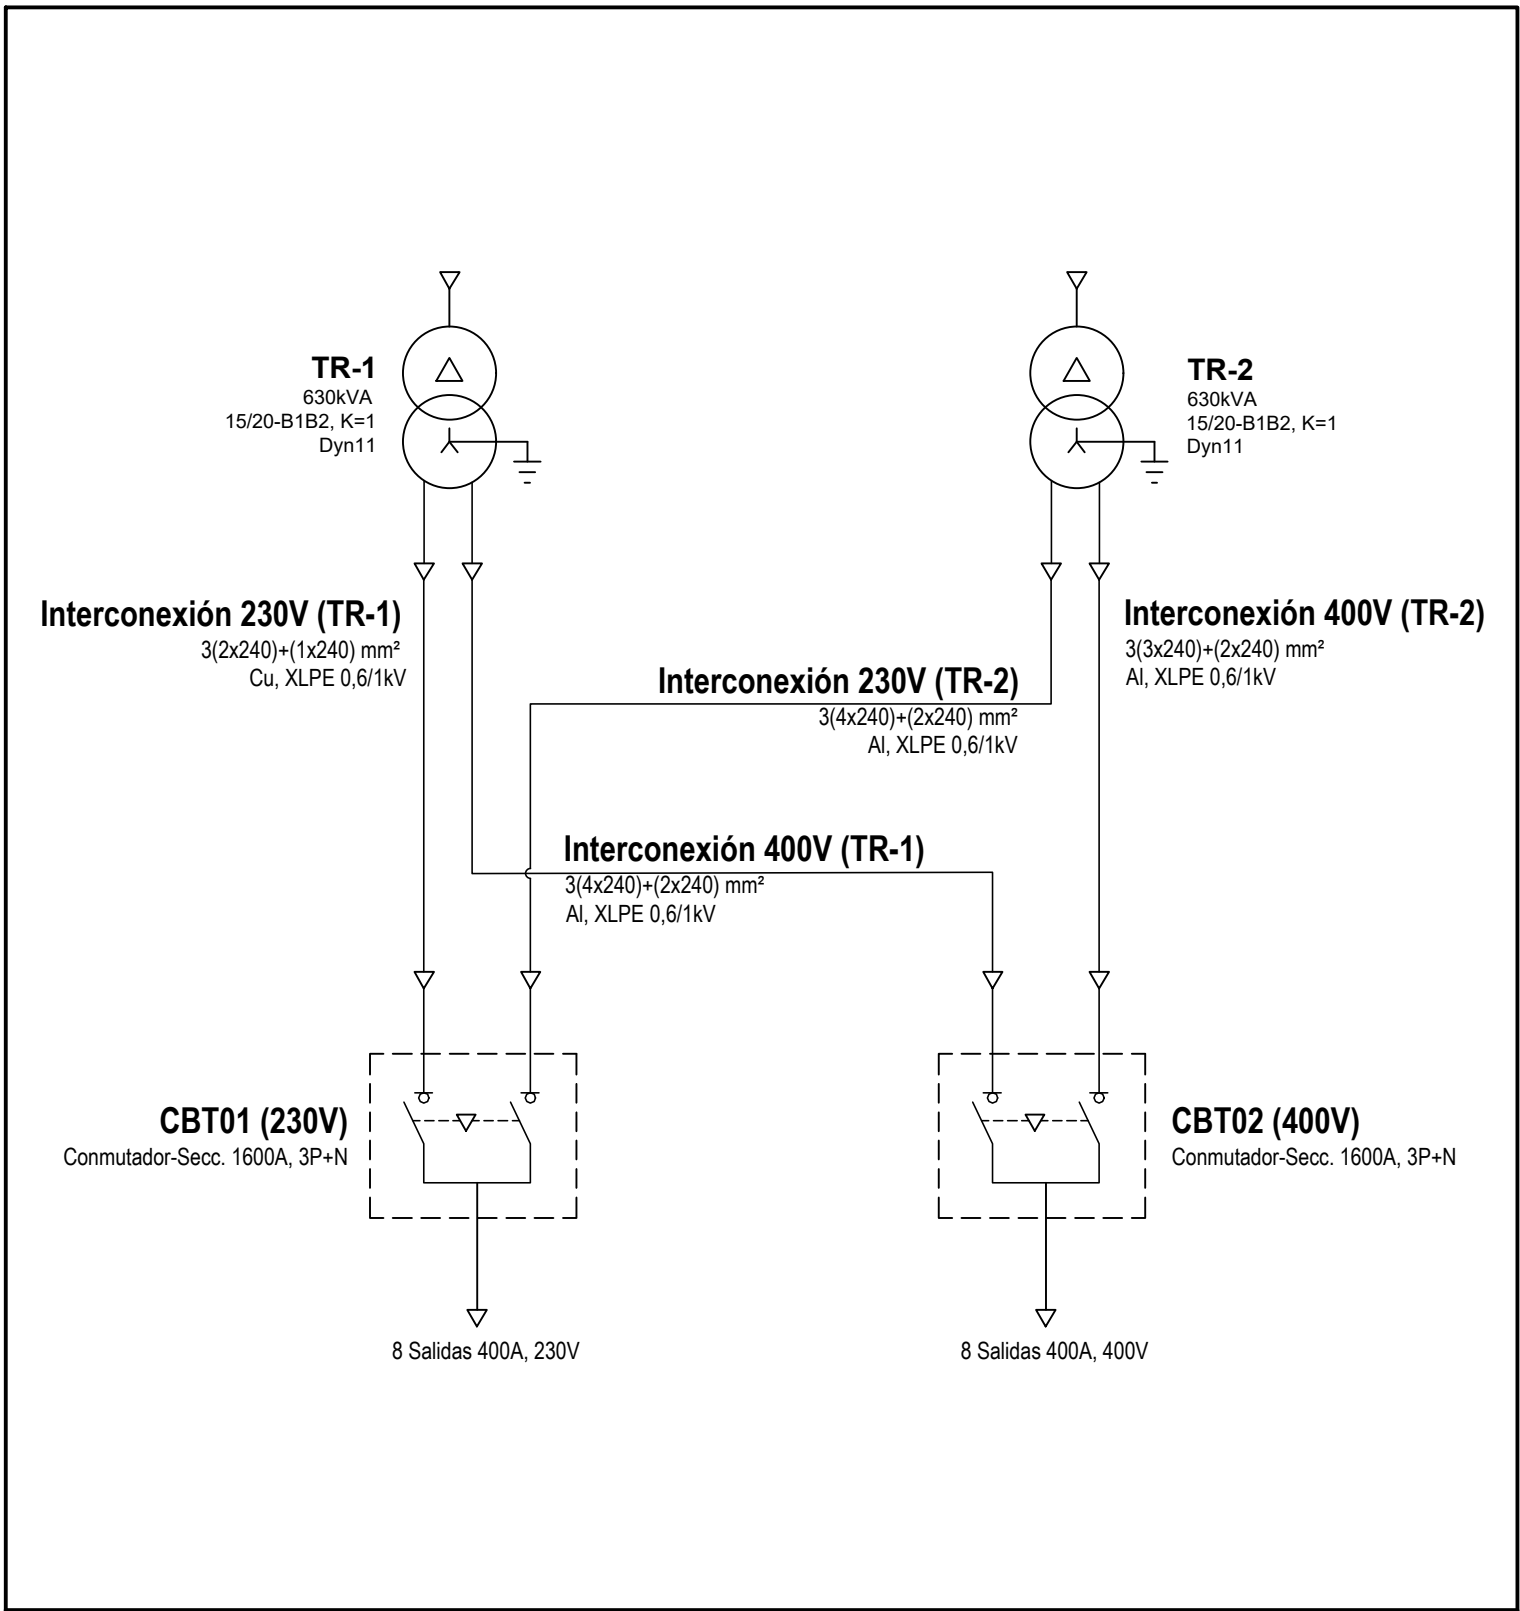 TR-1
630kVA
15/20-B1B2, K=1
Dyn11
TR-2
630kVA
15/20-B1B2, K=1
Dyn11
Interconexión 230V (TR-1)
3(2x240)+(1x240) mm²
Cu, XLPE 0,6/1kV
Interconexión 400V (TR-2)
3(3x240)+(2x240) mm²
Al, XLPE 0,6/1kV
Interconexión 230V (TR-2)
3(4x240)+(2x240) mm²
Al, XLPE 0,6/1kV
Interconexión 400V (TR-1)
3(4x240)+(2x240) mm²
Al, XLPE 0,6/1kV
CBT01 (230V)
Conmutador-Secc. 1600A, 3P+N
CBT02 (400V)
Conmutador-Secc. 1600A, 3P+N
8 Salidas 400A, 230V
8 Salidas 400A, 400V